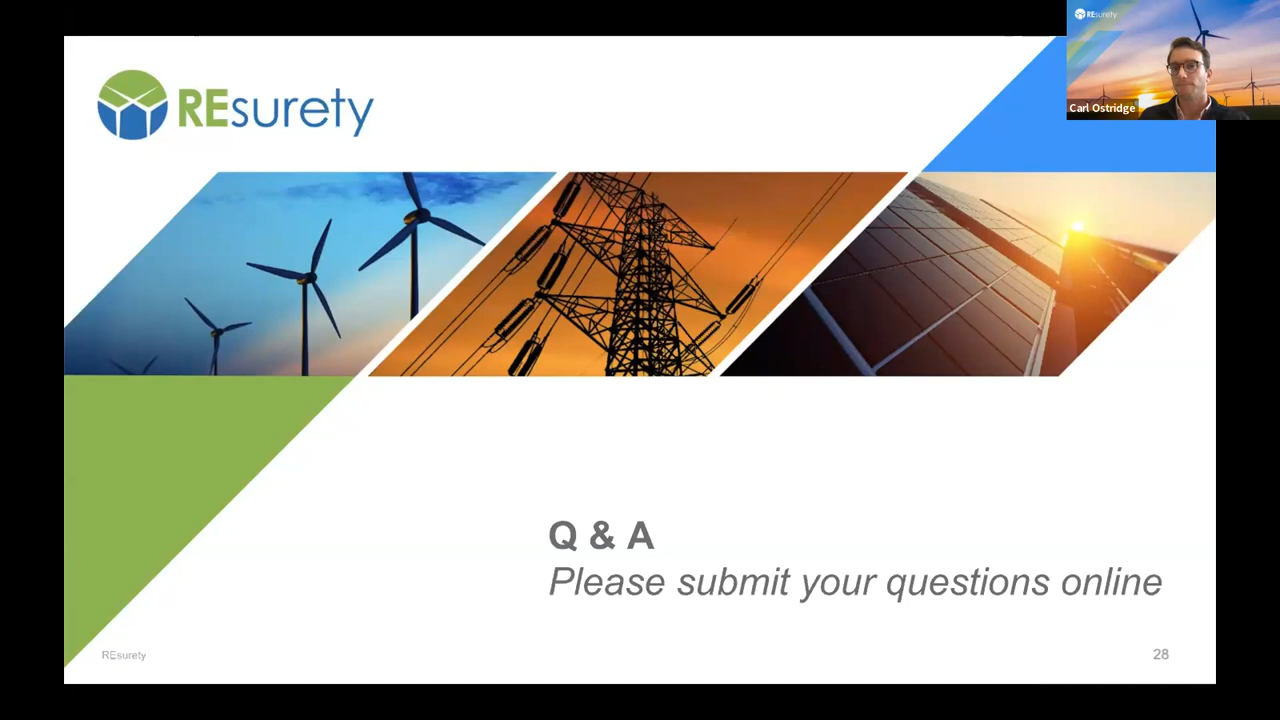 REsurety
Carl Ostridge
REsurety
Q & A
Please submit your questions online
REsurety
28